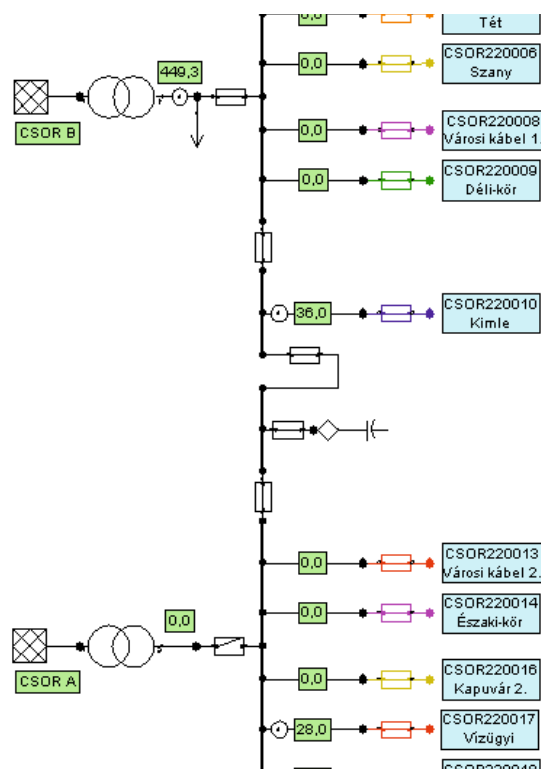 0,0
Tét
449,3
CSOR B
0,0
CSOR220006
Szany
0,0
CSOR220008
Városi kábel 1.
0,0
CSOR220009
Déli-kör
36,0
CSOR220010
Kimle
0,0
CSOR220013
Városi kábel 2.
0,0
CSOR220014
Északi-kör
0,0
CSOR A
0,0
CSOR220016
Kapuvár 2.
28,0
CSOR220017
Vízügyi